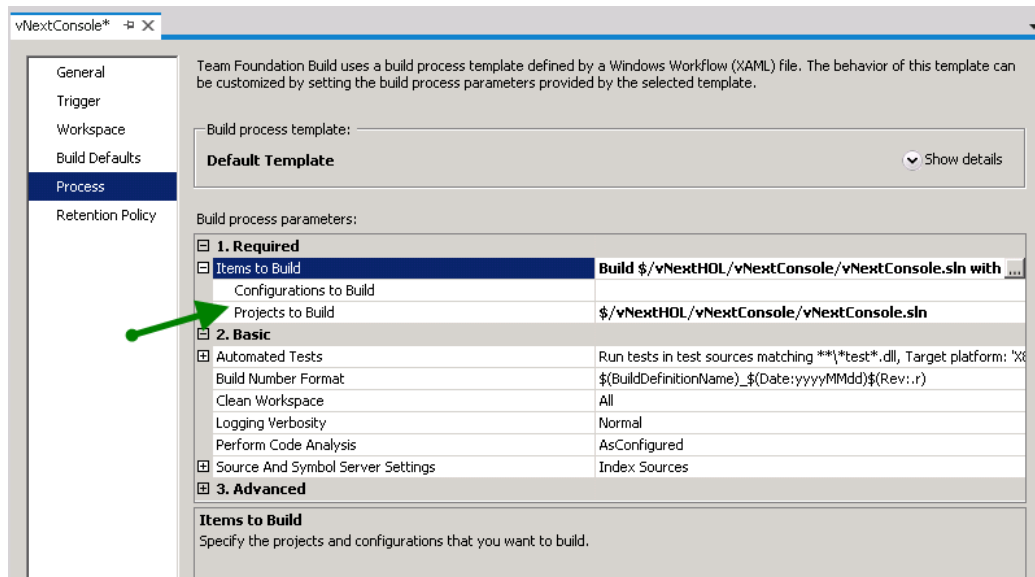 vNextConsole*
General
Trigger
Workspace
Build Defaults
Process
Retention Policy
Team Foundation Build uses a build process template defined by a Windows Workflow (XAML) file. The behavior of this template can
be customized by setting the build process parameters provided by the selected template.
Build process template:
Default Template
Show details
Build process parameters:
1. Required
Items to Build Build $/vNextHOL/vNextConsole/vNextConsole.sln with ...
Configurations to Build
Projects to Build $/vNextHOL/vNextConsole/vNextConsole.sln
2. Basic
Automated Tests Run tests in test sources matching **\*test*.dll, Target platform: 'X8
Build Number Format $(BuildDefinitionName)_$(Date:yyyyMMdd)$(Rev:.r)
Clean Workspace All
Logging Verbosity Normal
Perform Code Analysis AsConfigured
Source And Symbol Server Settings Index Sources
3. Advanced
Items to Build
Specify the projects and configurations that you want to build.